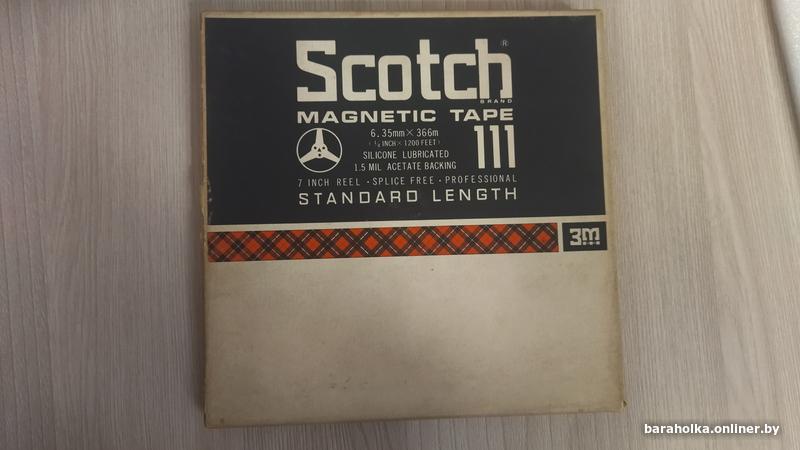 Scotch®
BRAND
MAGNETIC TAPE
6.35mm × 366m
(¼ INCH × 1200 FEET)
111
SILICONE LUBRICATED
1.5 MIL ACETATE BACKING
7 INCH REEL · SPLICE FREE · PROFESSIONAL
STANDARD LENGTH
3M
baraholka.onliner.by